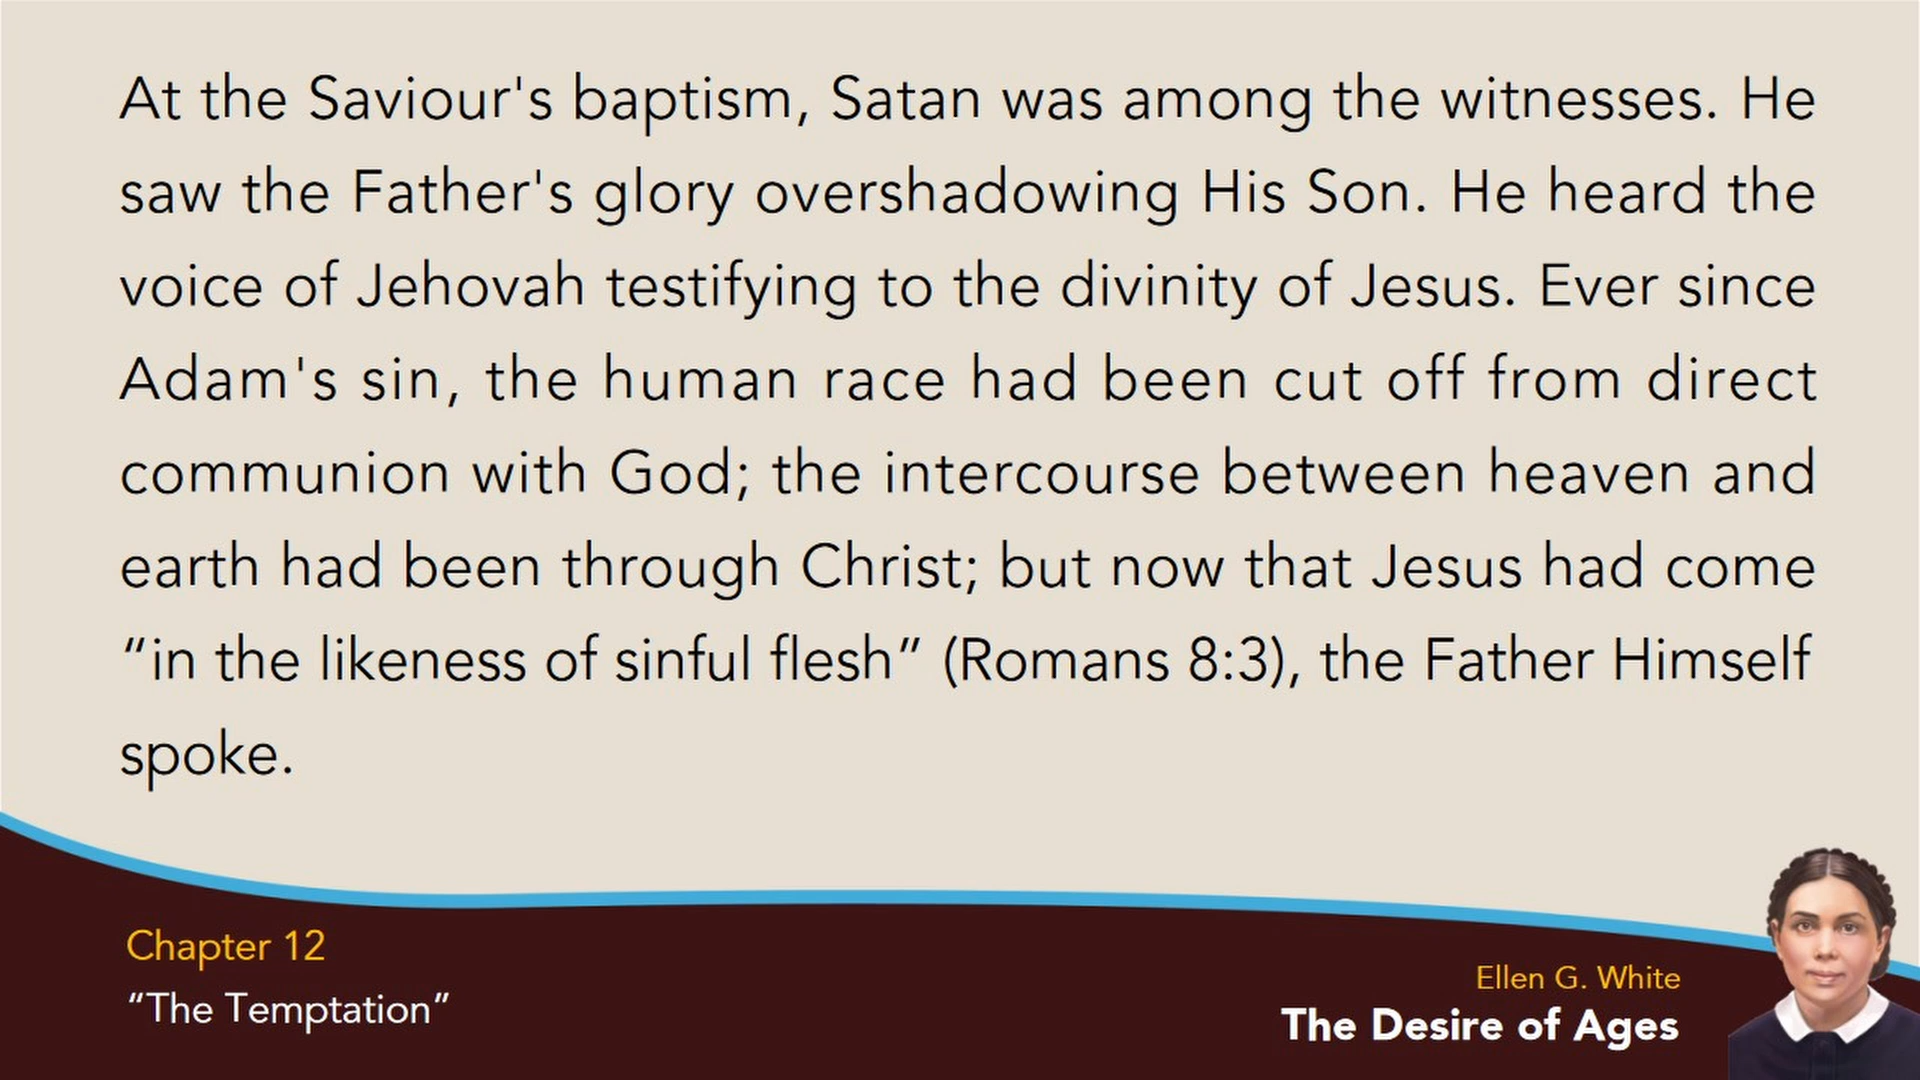 At the Saviour's baptism, Satan was among the witnesses. He
saw the Father's glory overshadowing His Son. He heard the
voice of Jehovah testifying to the divinity of Jesus. Ever since
Adam's sin, the human race had been cut off from direct
communion with God; the intercourse between heaven and
earth had been through Christ; but now that Jesus had come
“in the likeness of sinful flesh” (Romans 8:3), the Father Himself
spoke.
Chapter 12
“The Temptation”
Ellen G. White
The Desire of Ages